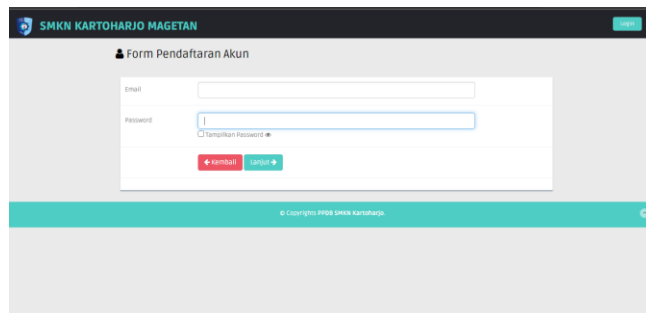 SMKN KARTOHARJO MAGETAN
Login
Form Pendaftaran Akun
Email
Password
Tampilkan Password
Kembali Lanjut
© Copyrights PPDB SMKN Kartoharjo.